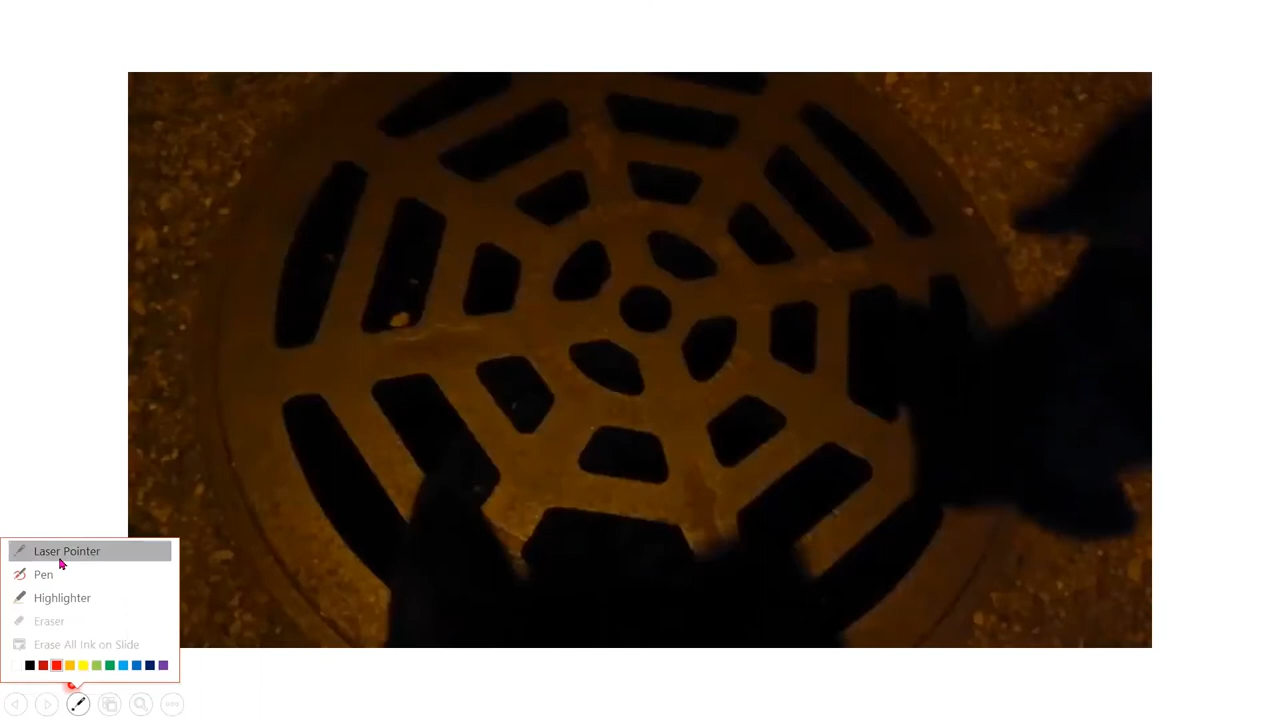 Laser Pointer
Pen
Highlighter
Eraser
Erase All Ink on Slide